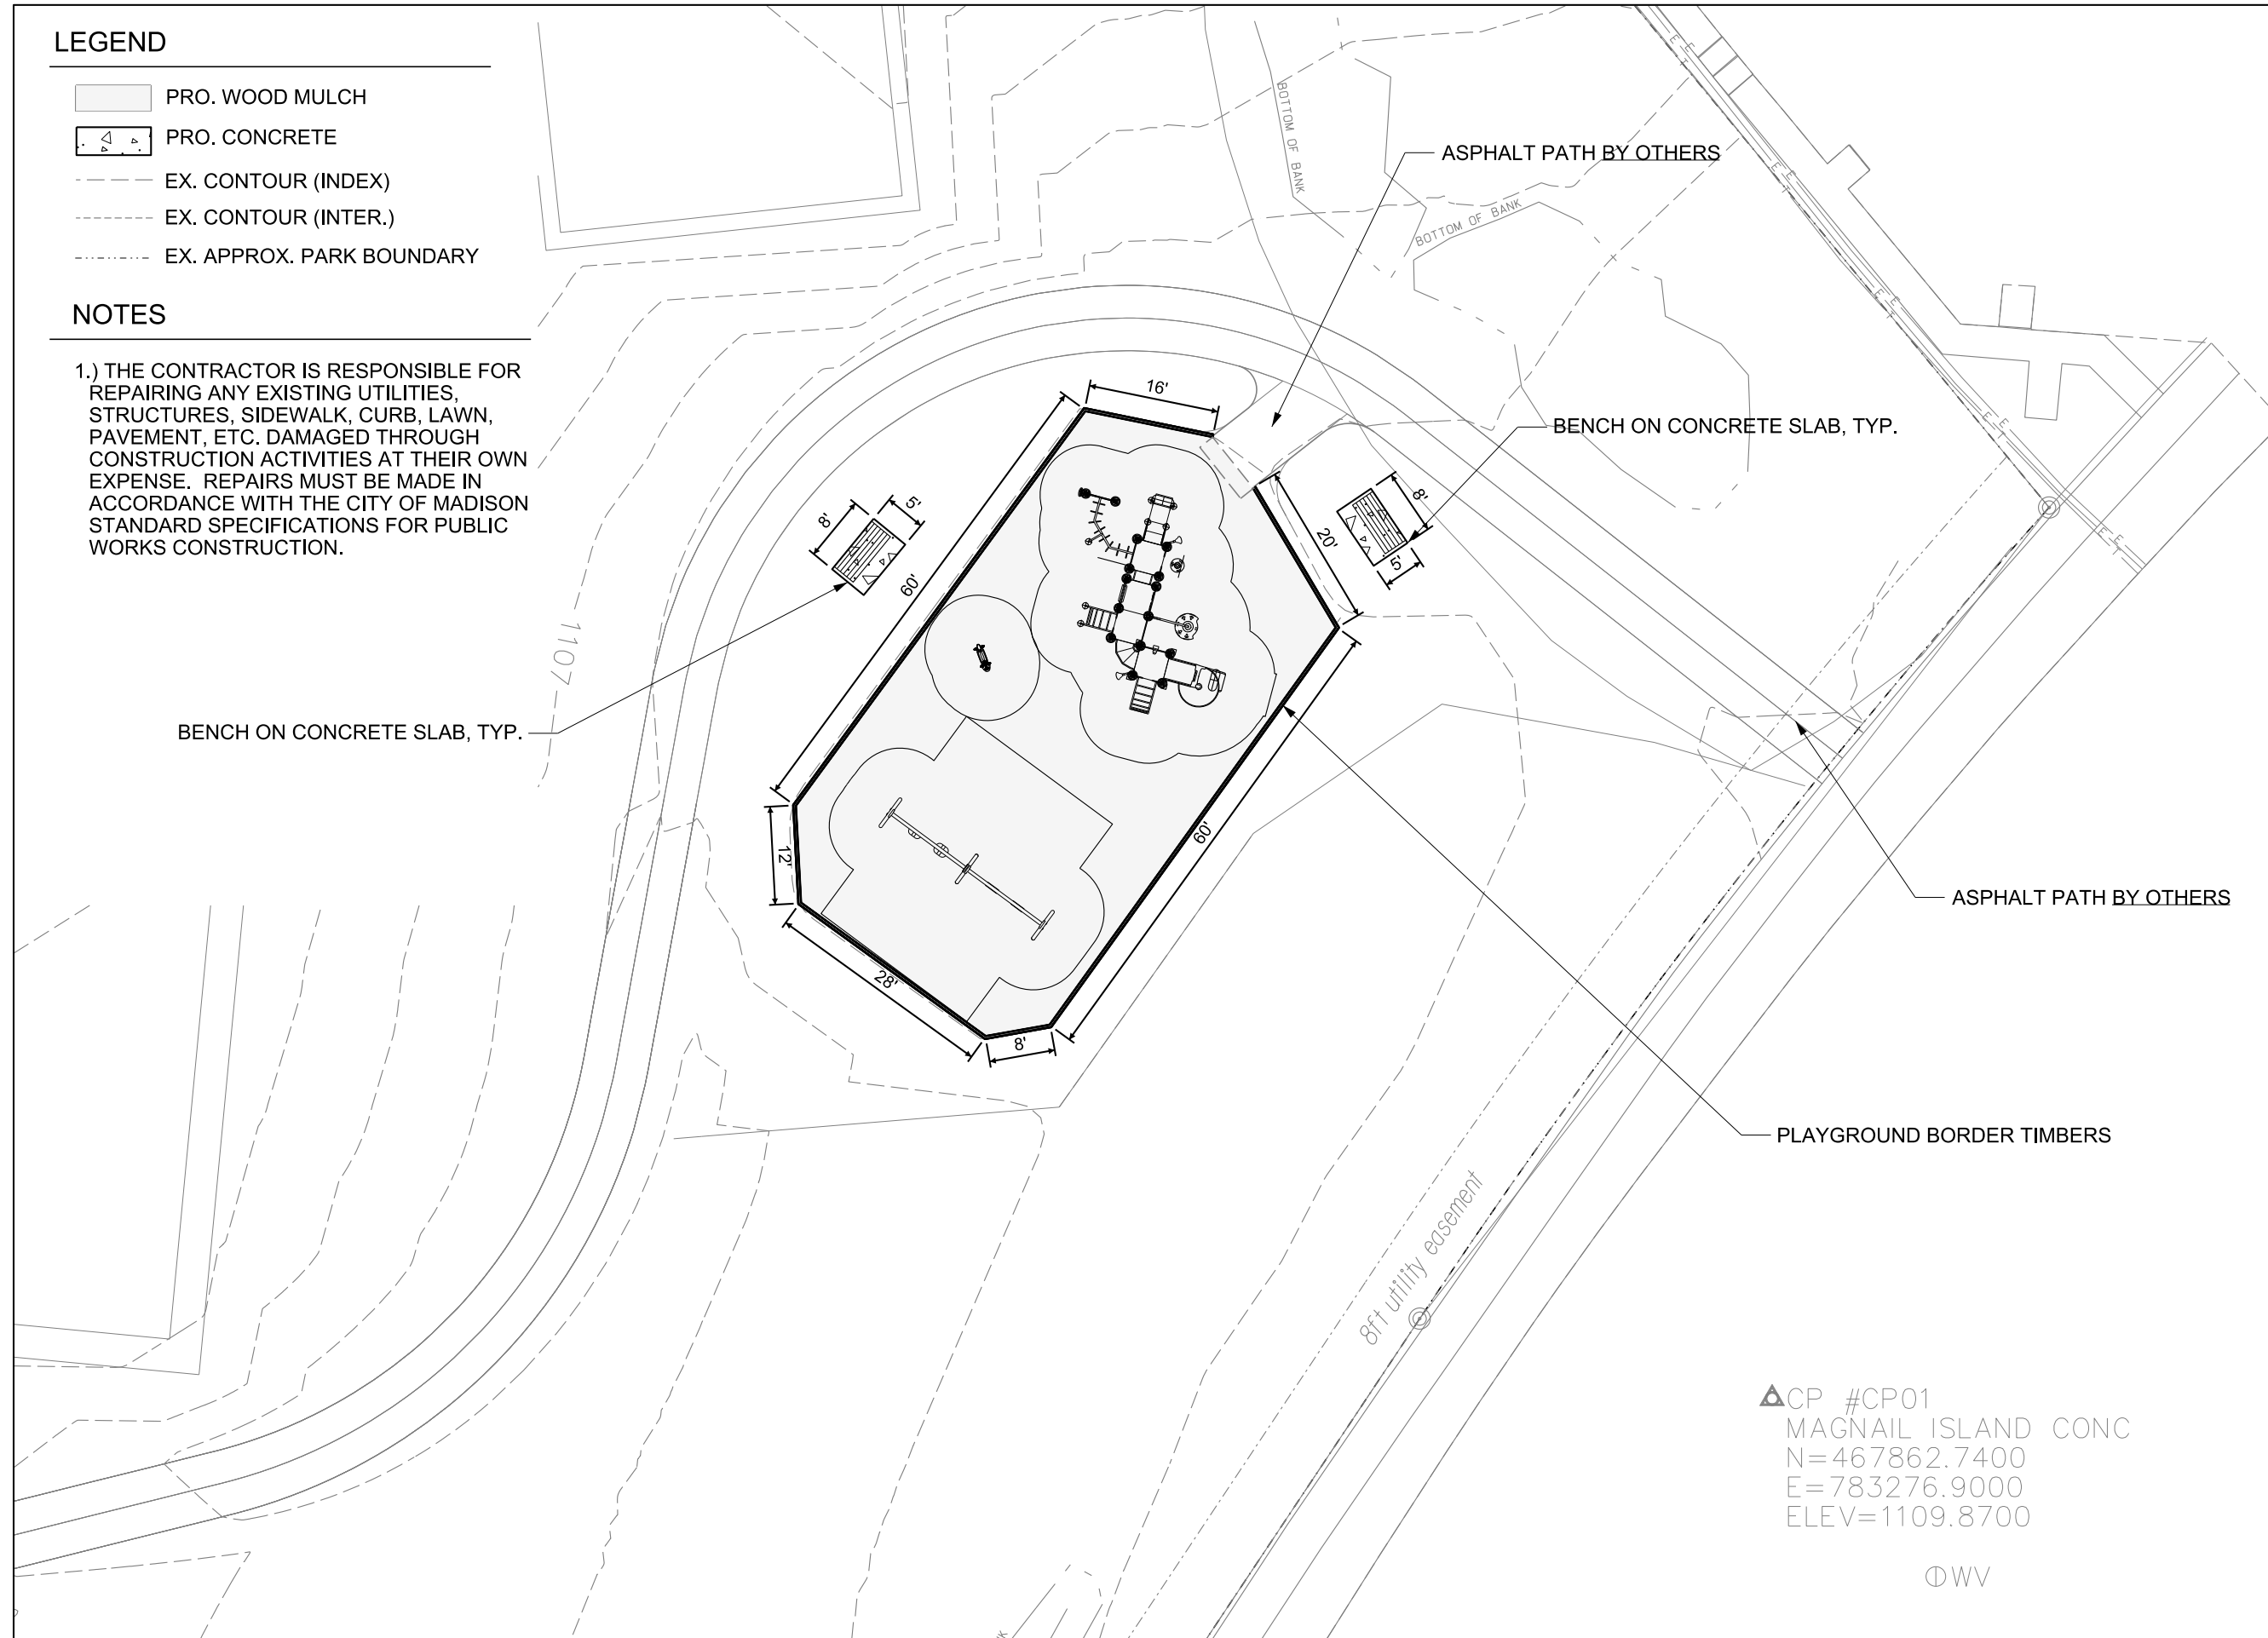 LEGEND
PRO. WOOD MULCH
PRO. CONCRETE
EX. CONTOUR (INDEX)
EX. CONTOUR (INTER.)
EX. APPROX. PARK BOUNDARY
NOTES
1.) THE CONTRACTOR IS RESPONSIBLE FOR
REPAIRING ANY EXISTING UTILITIES,
STRUCTURES, SIDEWALK, CURB, LAWN,
PAVEMENT, ETC. DAMAGED THROUGH
CONSTRUCTION ACTIVITIES AT THEIR OWN
EXPENSE. REPAIRS MUST BE MADE IN
ACCORDANCE WITH THE CITY OF MADISON
STANDARD SPECIFICATIONS FOR PUBLIC
WORKS CONSTRUCTION.
BOTTOM OF BANK
ASPHALT PATH BY OTHERS
BOTTOM OF BANK
16'
BENCH ON CONCRETE SLAB, TYP.
8'
5'
8'
5'
20'
60'
1107
BENCH ON CONCRETE SLAB, TYP.
60'
12'
28'
8'
ASPHALT PATH BY OTHERS
PLAYGROUND BORDER TIMBERS
8ft utility easement
CP #CP01
MAGNAIL ISLAND CONC
N=467862.7400
E=783276.9000
ELEV=1109.8700
WV